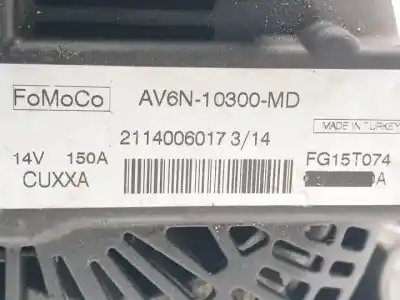 FoMoCo AV6N-10300-MD
MADE IN TURKEY
2114006017 3/14
14V 150A FG15T074
CUXXA A